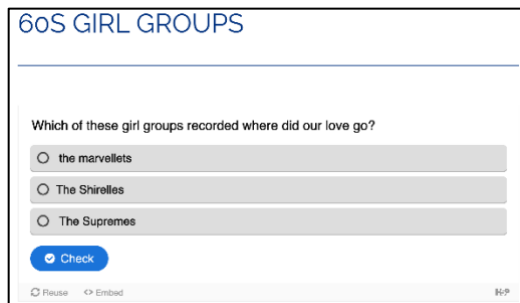 60S GIRL GROUPS
Which of these girl groups recorded where did our love go?
the marvellets
The Shirelles
The Supremes
Check
Reuse <> Embed H5P